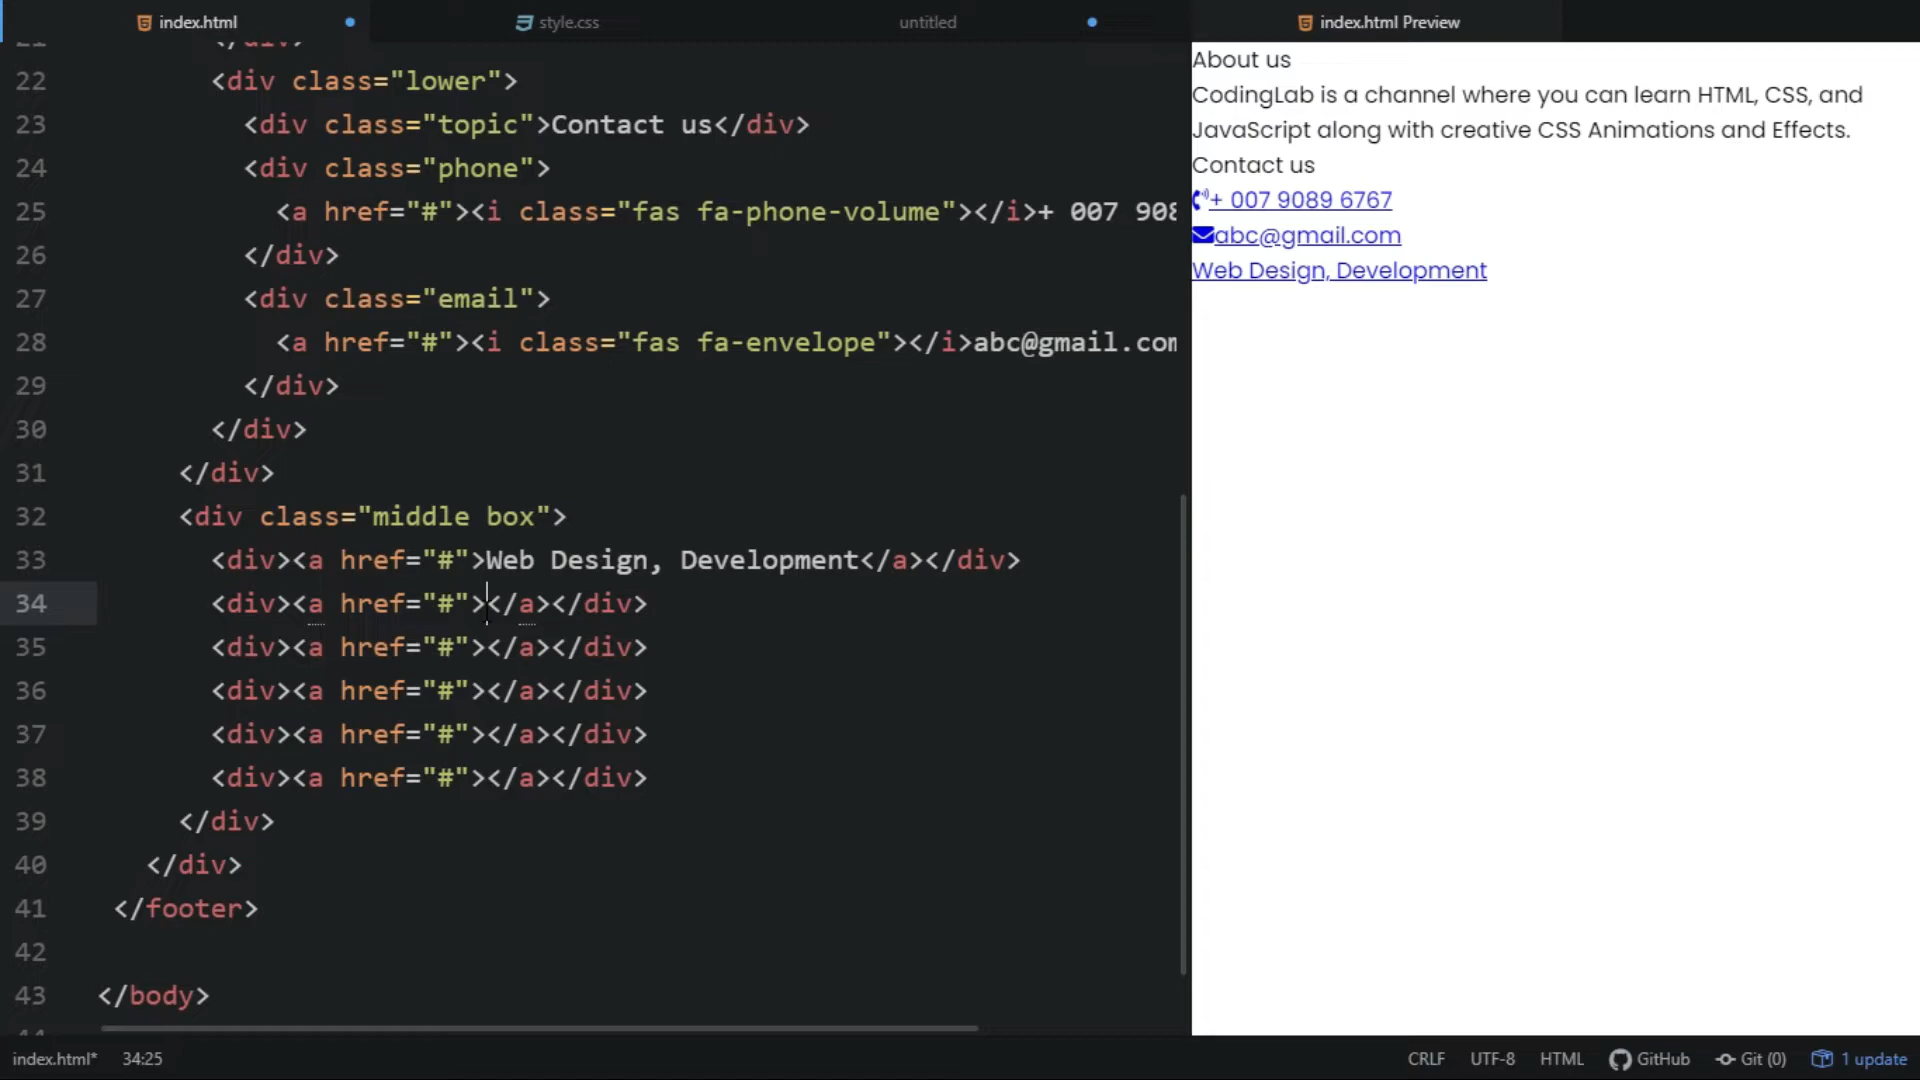 index.html
style.css
untitled
index.html Preview
22 <div class="lower">
23 <div class="topic">Contact us</div>
24 <div class="phone">
25 <a href="#"><i class="fas fa-phone-volume"></i>+ 007 908
26 </div>
27 <div class="email">
28 <a href="#"><i class="fas fa-envelope"></i>abc@gmail.com
29 </div>
30 </div>
31 </div>
32 <div class="middle box">
33 <div><a href="#">Web Design, Development</a></div>
34 <div><a href="#"></a></div>
35 <div><a href="#"></a></div>
36 <div><a href="#"></a></div>
37 <div><a href="#"></a></div>
38 <div><a href="#"></a></div>
39 </div>
40 </div>
41 </footer>
42
43 </body>
About us
CodingLab is a channel where you can learn HTML, CSS, and
JavaScript along with creative CSS Animations and Effects.
Contact us
+ 007 9089 6767
abc@gmail.com
Web Design, Development
index.html* 34:25
CRLF UTF-8 HTML GitHub Git (0) 1 update